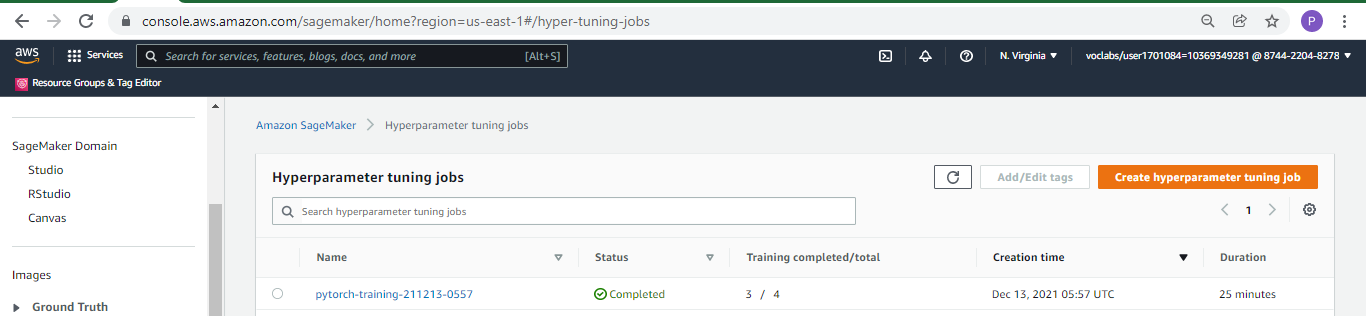 console.aws.amazon.com/sagemaker/home?region=us-east-1#/hyper-tuning-jobs
P
aws
Services
Search for services, features, blogs, docs, and more
[Alt+S]
N. Virginia
voclabs/user1701084=10369349281 @ 8744-2204-8278
Resource Groups & Tag Editor
SageMaker Domain
Studio
RStudio
Canvas
Images
Ground Truth
Amazon SageMaker
Hyperparameter tuning jobs
Hyperparameter tuning jobs
Add/Edit tags
Create hyperparameter tuning job
Search hyperparameter tuning jobs
1
Name
Status
Training completed/total
Creation time
Duration
pytorch-training-211213-0557
Completed
3 / 4
Dec 13, 2021 05:57 UTC
25 minutes